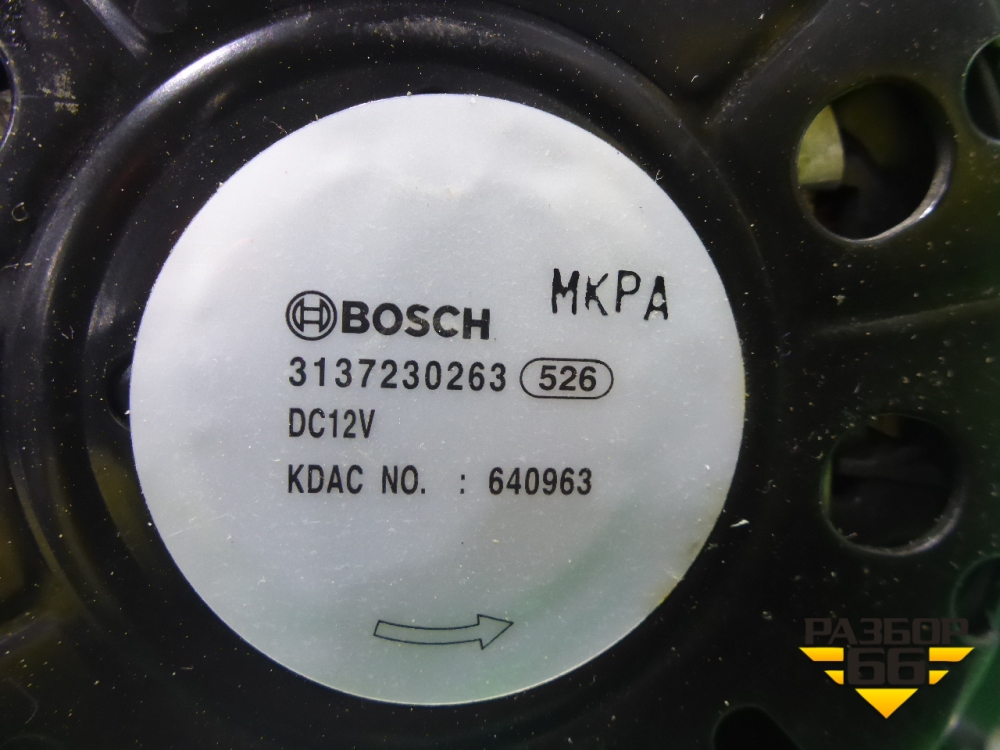 MKPA
BOSCH
3137230263 526
DC12V
KDAC NO. : 640963
РАЗБОР
66